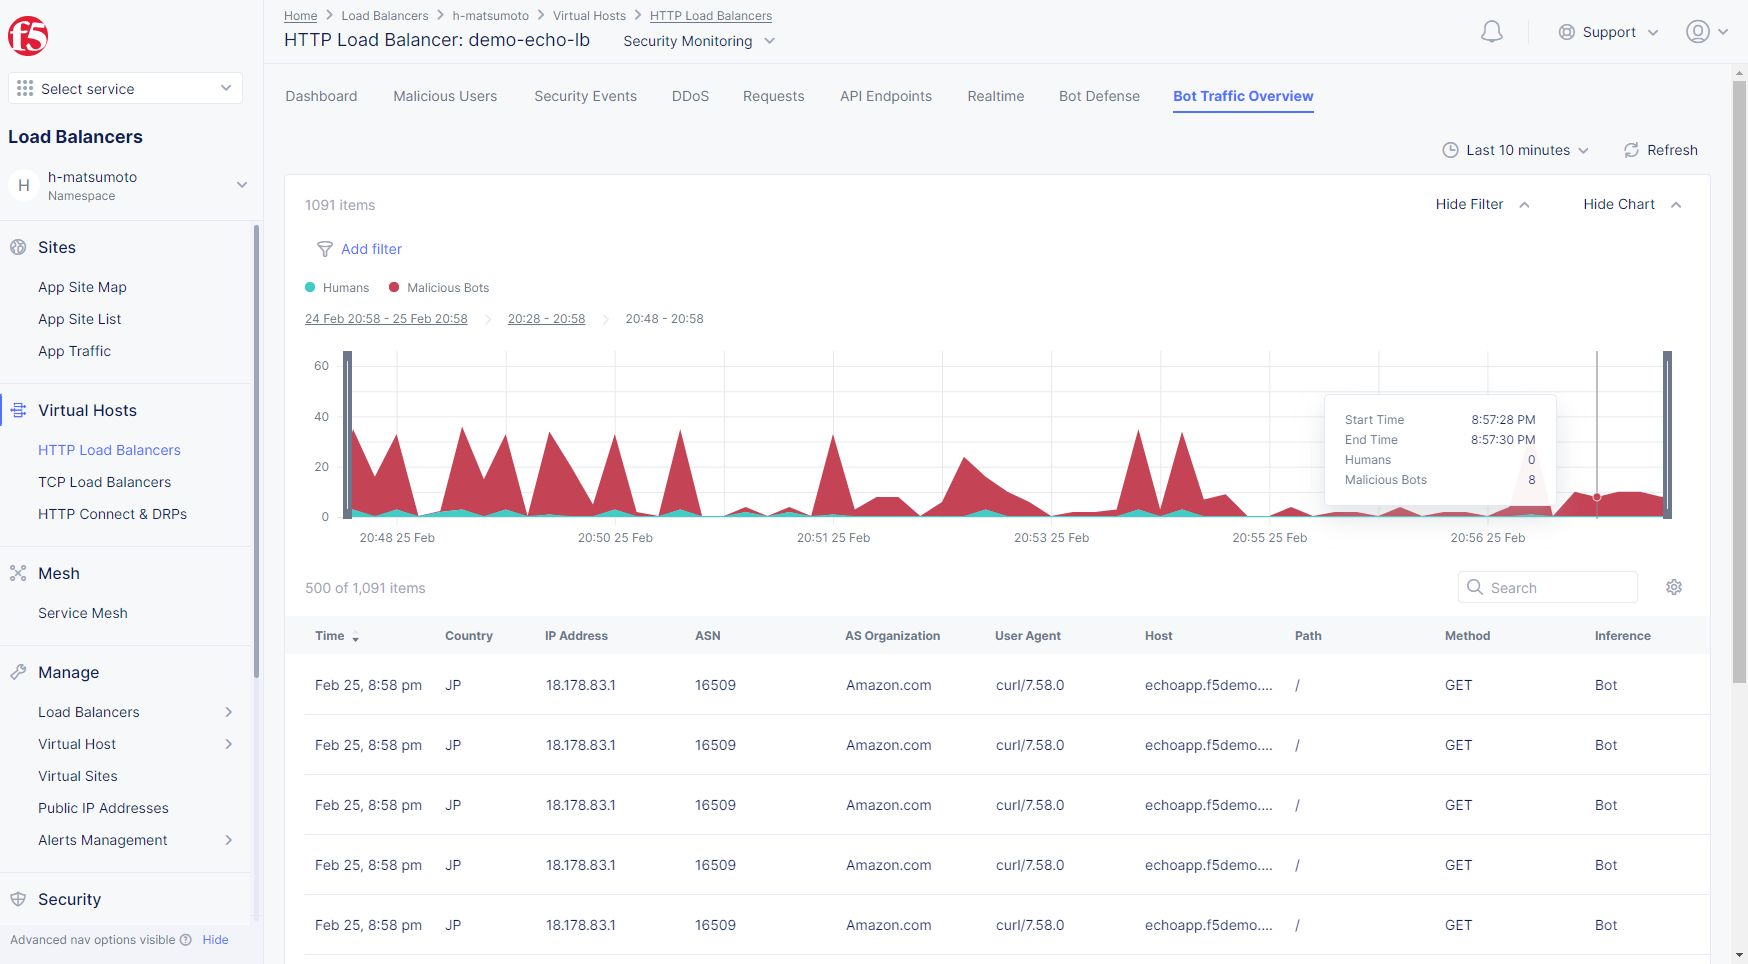 f5
Home > Load Balancers > h-matsumoto > Virtual Hosts > HTTP Load Balancers
HTTP Load Balancer: demo-echo-lb Security Monitoring
Support
Select service
Load Balancers
H
h-matsumoto
Namespace
Sites
App Site Map
App Site List
App Traffic
Virtual Hosts
HTTP Load Balancers
TCP Load Balancers
HTTP Connect & DRPs
Mesh
Service Mesh
Manage
Load Balancers
Virtual Host
Virtual Sites
Public IP Addresses
Alerts Management
Security
Advanced nav options visible Hide
Dashboard Malicious Users Security Events DDoS Requests API Endpoints Realtime Bot Defense Bot Traffic Overview
Last 10 minutes Refresh
1091 items Hide Filter Hide Chart
Add filter
Humans Malicious Bots
24 Feb 20:58 - 25 Feb 20:58 > 20:28 - 20:58 > 20:48 - 20:58
60
40
20
0
Start Time 8:57:28 PM
End Time 8:57:30 PM
Humans 0
Malicious Bots 8
20:48 25 Feb 20:50 25 Feb 20:51 25 Feb 20:53 25 Feb 20:55 25 Feb 20:56 25 Feb
500 of 1,091 items Search
Time Country IP Address ASN AS Organization User Agent Host Path Method Inference
Feb 25, 8:58 pm JP 18.178.83.1 16509 Amazon.com curl/7.58.0 echoapp.f5demo.... / GET Bot
Feb 25, 8:58 pm JP 18.178.83.1 16509 Amazon.com curl/7.58.0 echoapp.f5demo.... / GET Bot
Feb 25, 8:58 pm JP 18.178.83.1 16509 Amazon.com curl/7.58.0 echoapp.f5demo.... / GET Bot
Feb 25, 8:58 pm JP 18.178.83.1 16509 Amazon.com curl/7.58.0 echoapp.f5demo.... / GET Bot
Feb 25, 8:58 pm JP 18.178.83.1 16509 Amazon.com curl/7.58.0 echoapp.f5demo.... / GET Bot